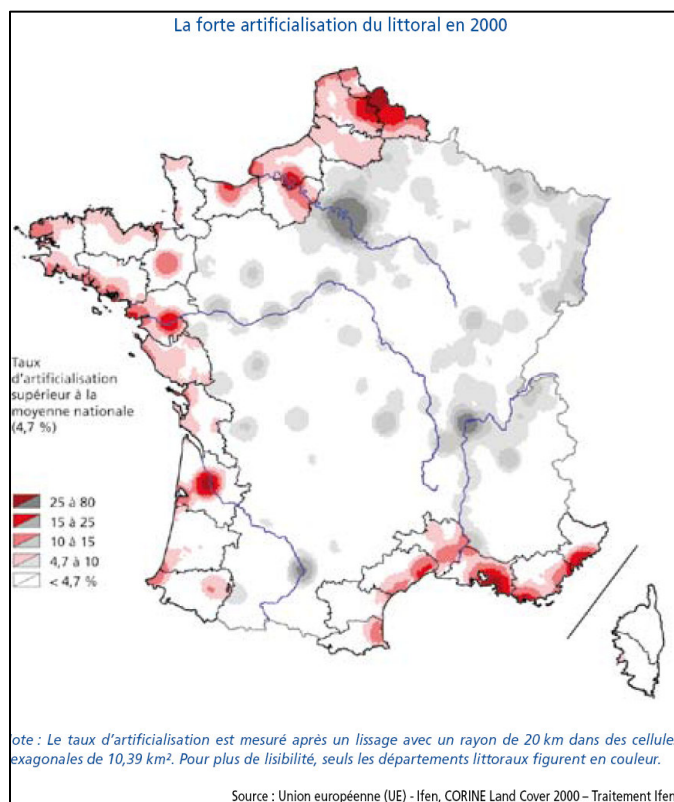 La forte artificialisation du littoral en 2000
Taux
d'artificialisation
supérieur à la
moyenne nationale
(4,7 %)
25 à 80
15 à 25
10 à 15
4,7 à 10
< 4,7 %
ote : Le taux d'artificialisation est mesuré après un lissage avec un rayon de 20 km dans des cellules
exagonales de 10,39 km². Pour plus de lisibilité, seuls les départements littoraux figurent en couleur.
Source : Union européenne (UE) - Ifen, CORINE Land Cover 2000 – Traitement Ifen